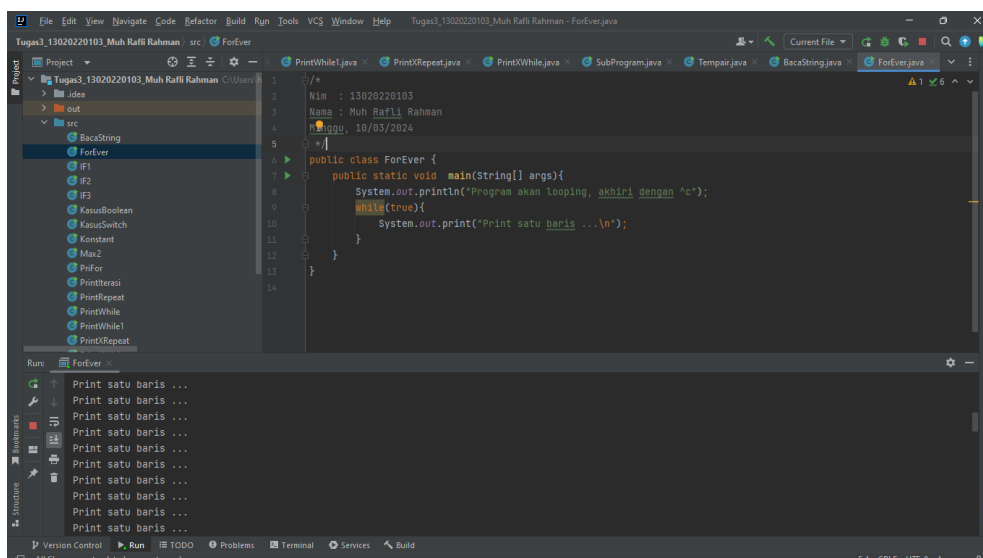 File Edit View Navigate Code Refactor Build Run Tools VCS Window Help Tugas3_13020220103_Muh Rafli Rahman - ForEver.java
Tugas3_13020220103_Muh Rafli Rahman src ForEver Current File
Project PrintWhile1.java PrintXRepeat.java PrintXWhile.java SubProgram.java Tempair.java BacaString.java ForEver.java
Tugas3_13020220103_Muh Rafli Rahman
.idea
out
src
BacaString
ForEver
IF1
IF2
IF3
KasusBoolean
KasusSwitch
Konstant
Max2
PriFor
PrintIterasi
PrintRepeat
PrintWhile
PrintWhile1
PrintXRepeat
1 /*
2 Nim : 13020220103
3 Nama : Muh Rafli Rahman
4 Minggu, 10/03/2024
5 */
6 public class ForEver {
7 public static void main(String[] args){
8 System.out.println("Program akan looping, akhiri dengan ^c");
9 while(true){
10 System.out.print("Print satu baris ...\n");
11 }
12 }
13 }
14
1 6
Run: ForEver
Print satu baris ...
Print satu baris ...
Print satu baris ...
Print satu baris ...
Print satu baris ...
Print satu baris ...
Print satu baris ...
Print satu baris ...
Print satu baris ...
Print satu baris ...
Project
Bookmarks
Structure
Version Control Run TODO Problems Terminal Services Build